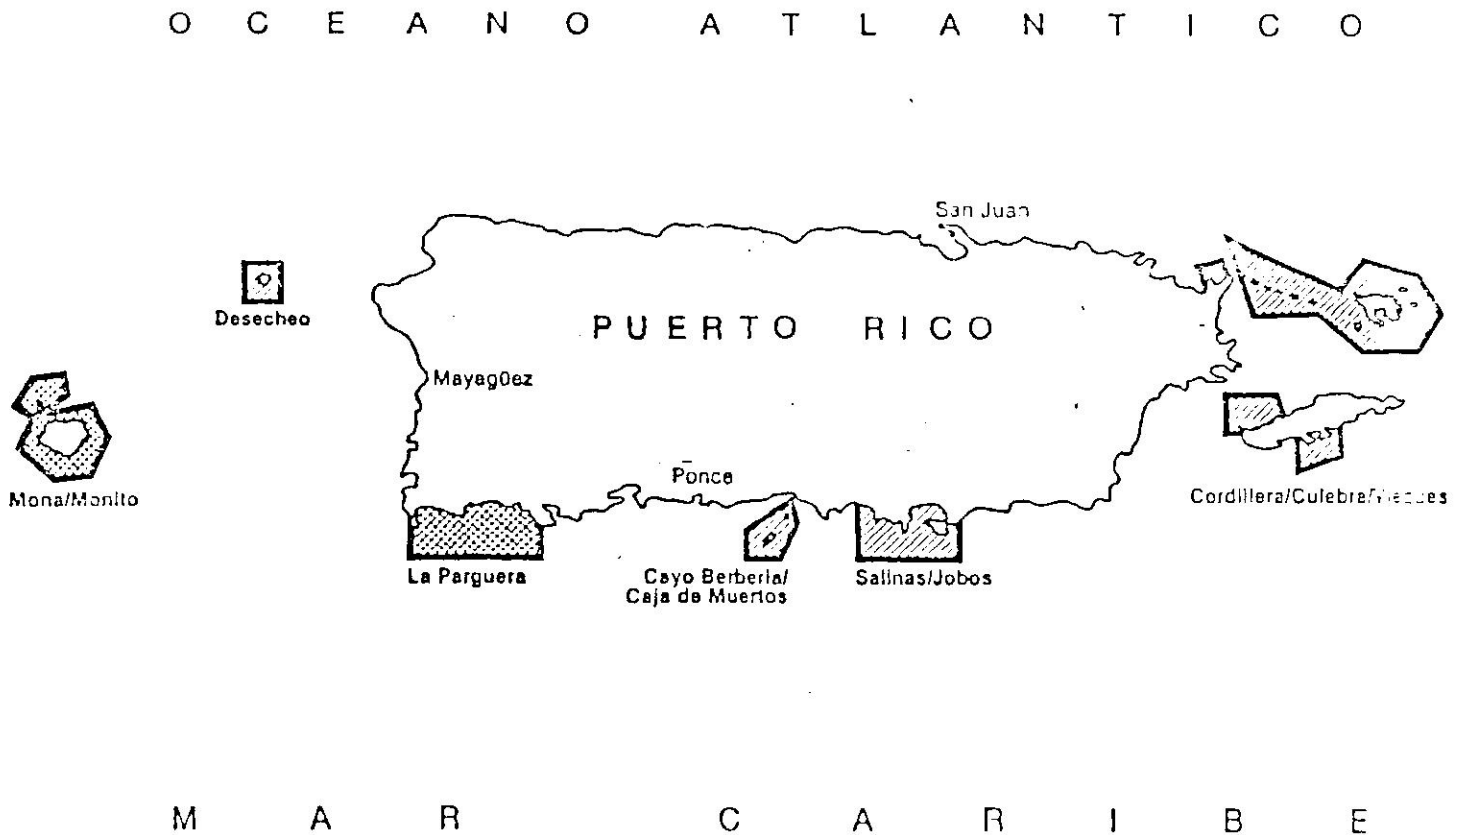 OCEANO ATLANTICO
San Juan
Desecheo
PUERTO RICO
Mayagüez
Ponce
Mona/Monito
Cordillera/Culebra/Vieques
La Parguera
Cayo Berberia/
Caja de Muertos
Salinas/Jobos
MAR CARIBE